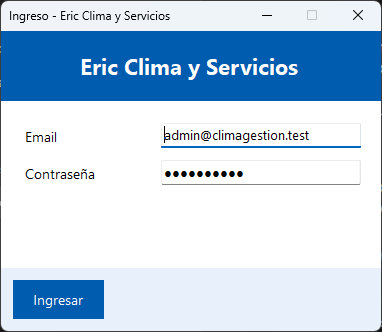 Ingreso - Eric Clima y Servicios
Eric Clima y Servicios
Email admin@climagestion.test
Contraseña ●●●●●●●●●●
Ingresar